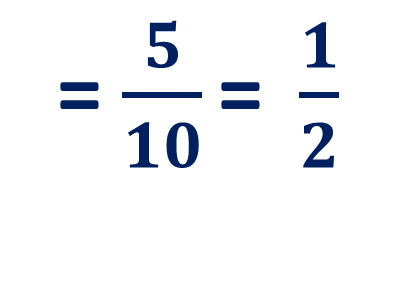 = 5/10 = 1/2